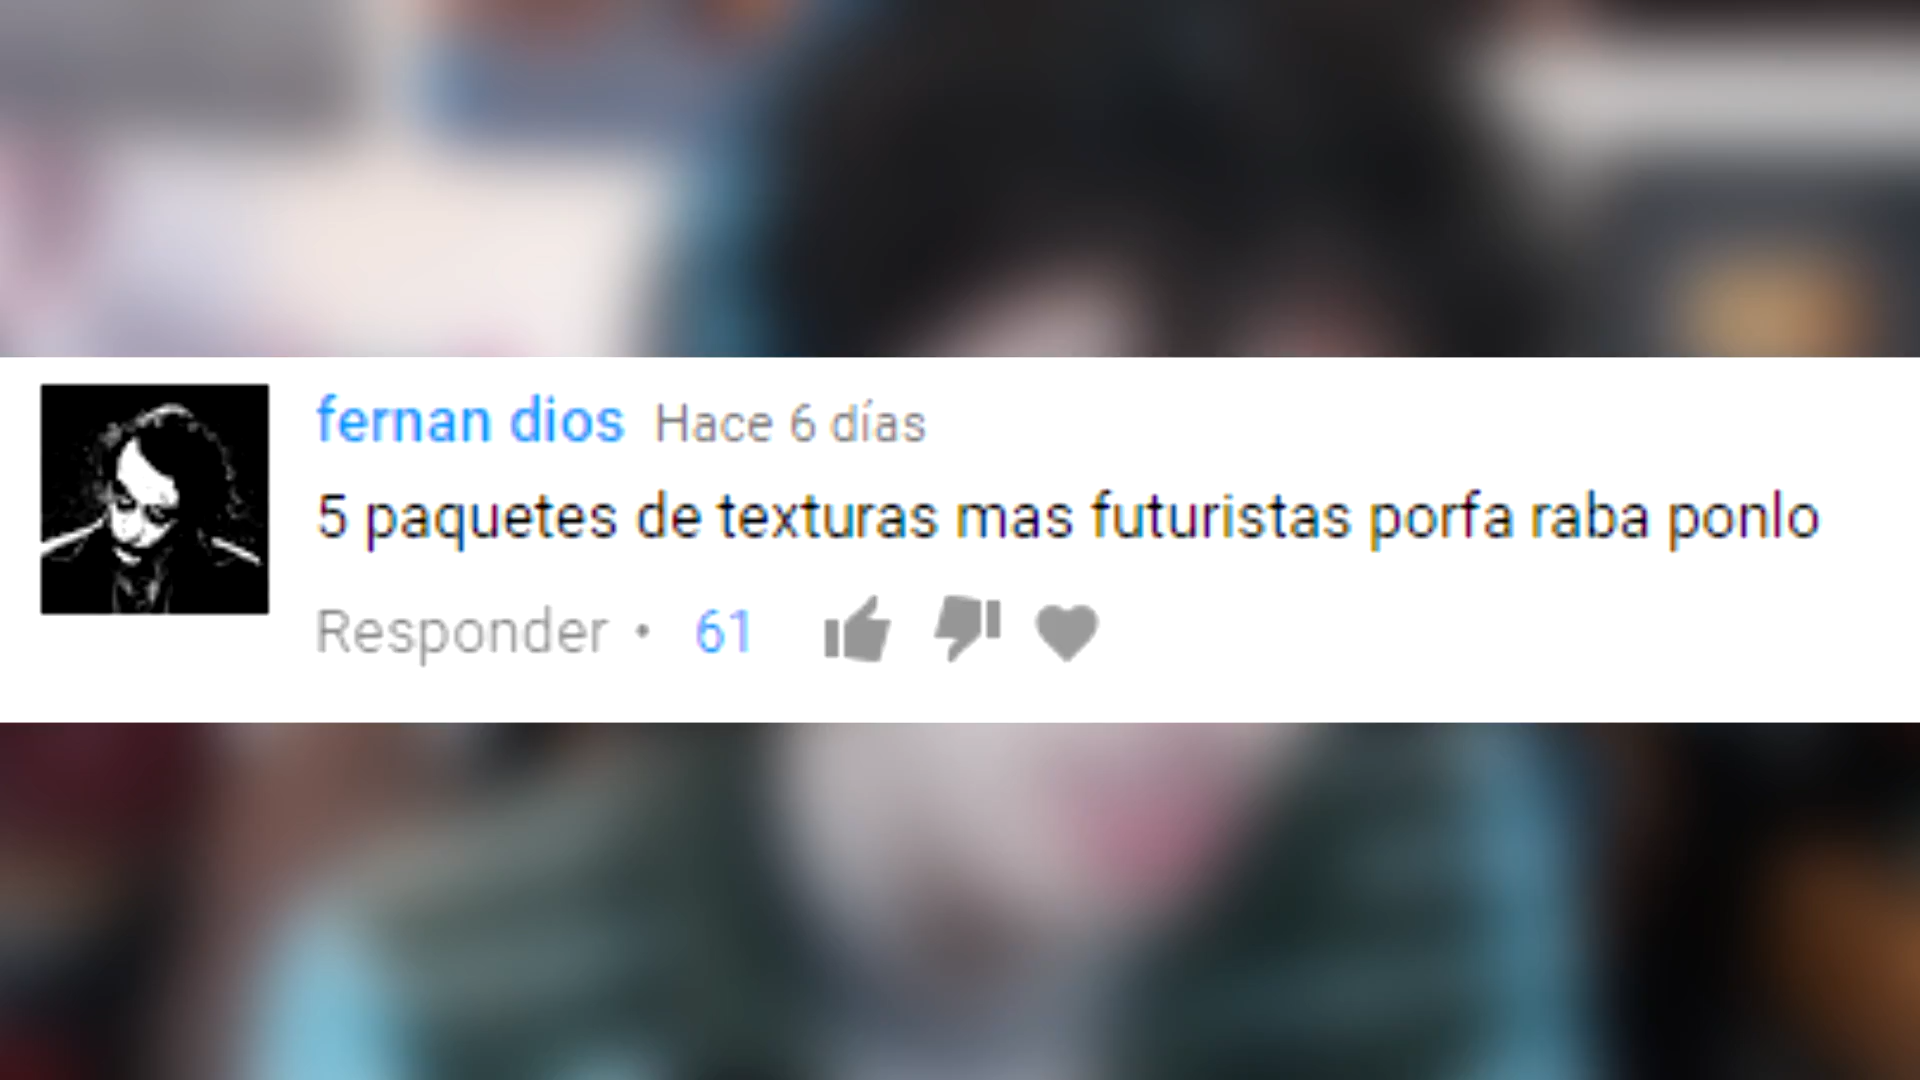 fernan dios Hace 6 días
5 paquetes de texturas mas futuristas porfa raba ponlo
Responder • 61